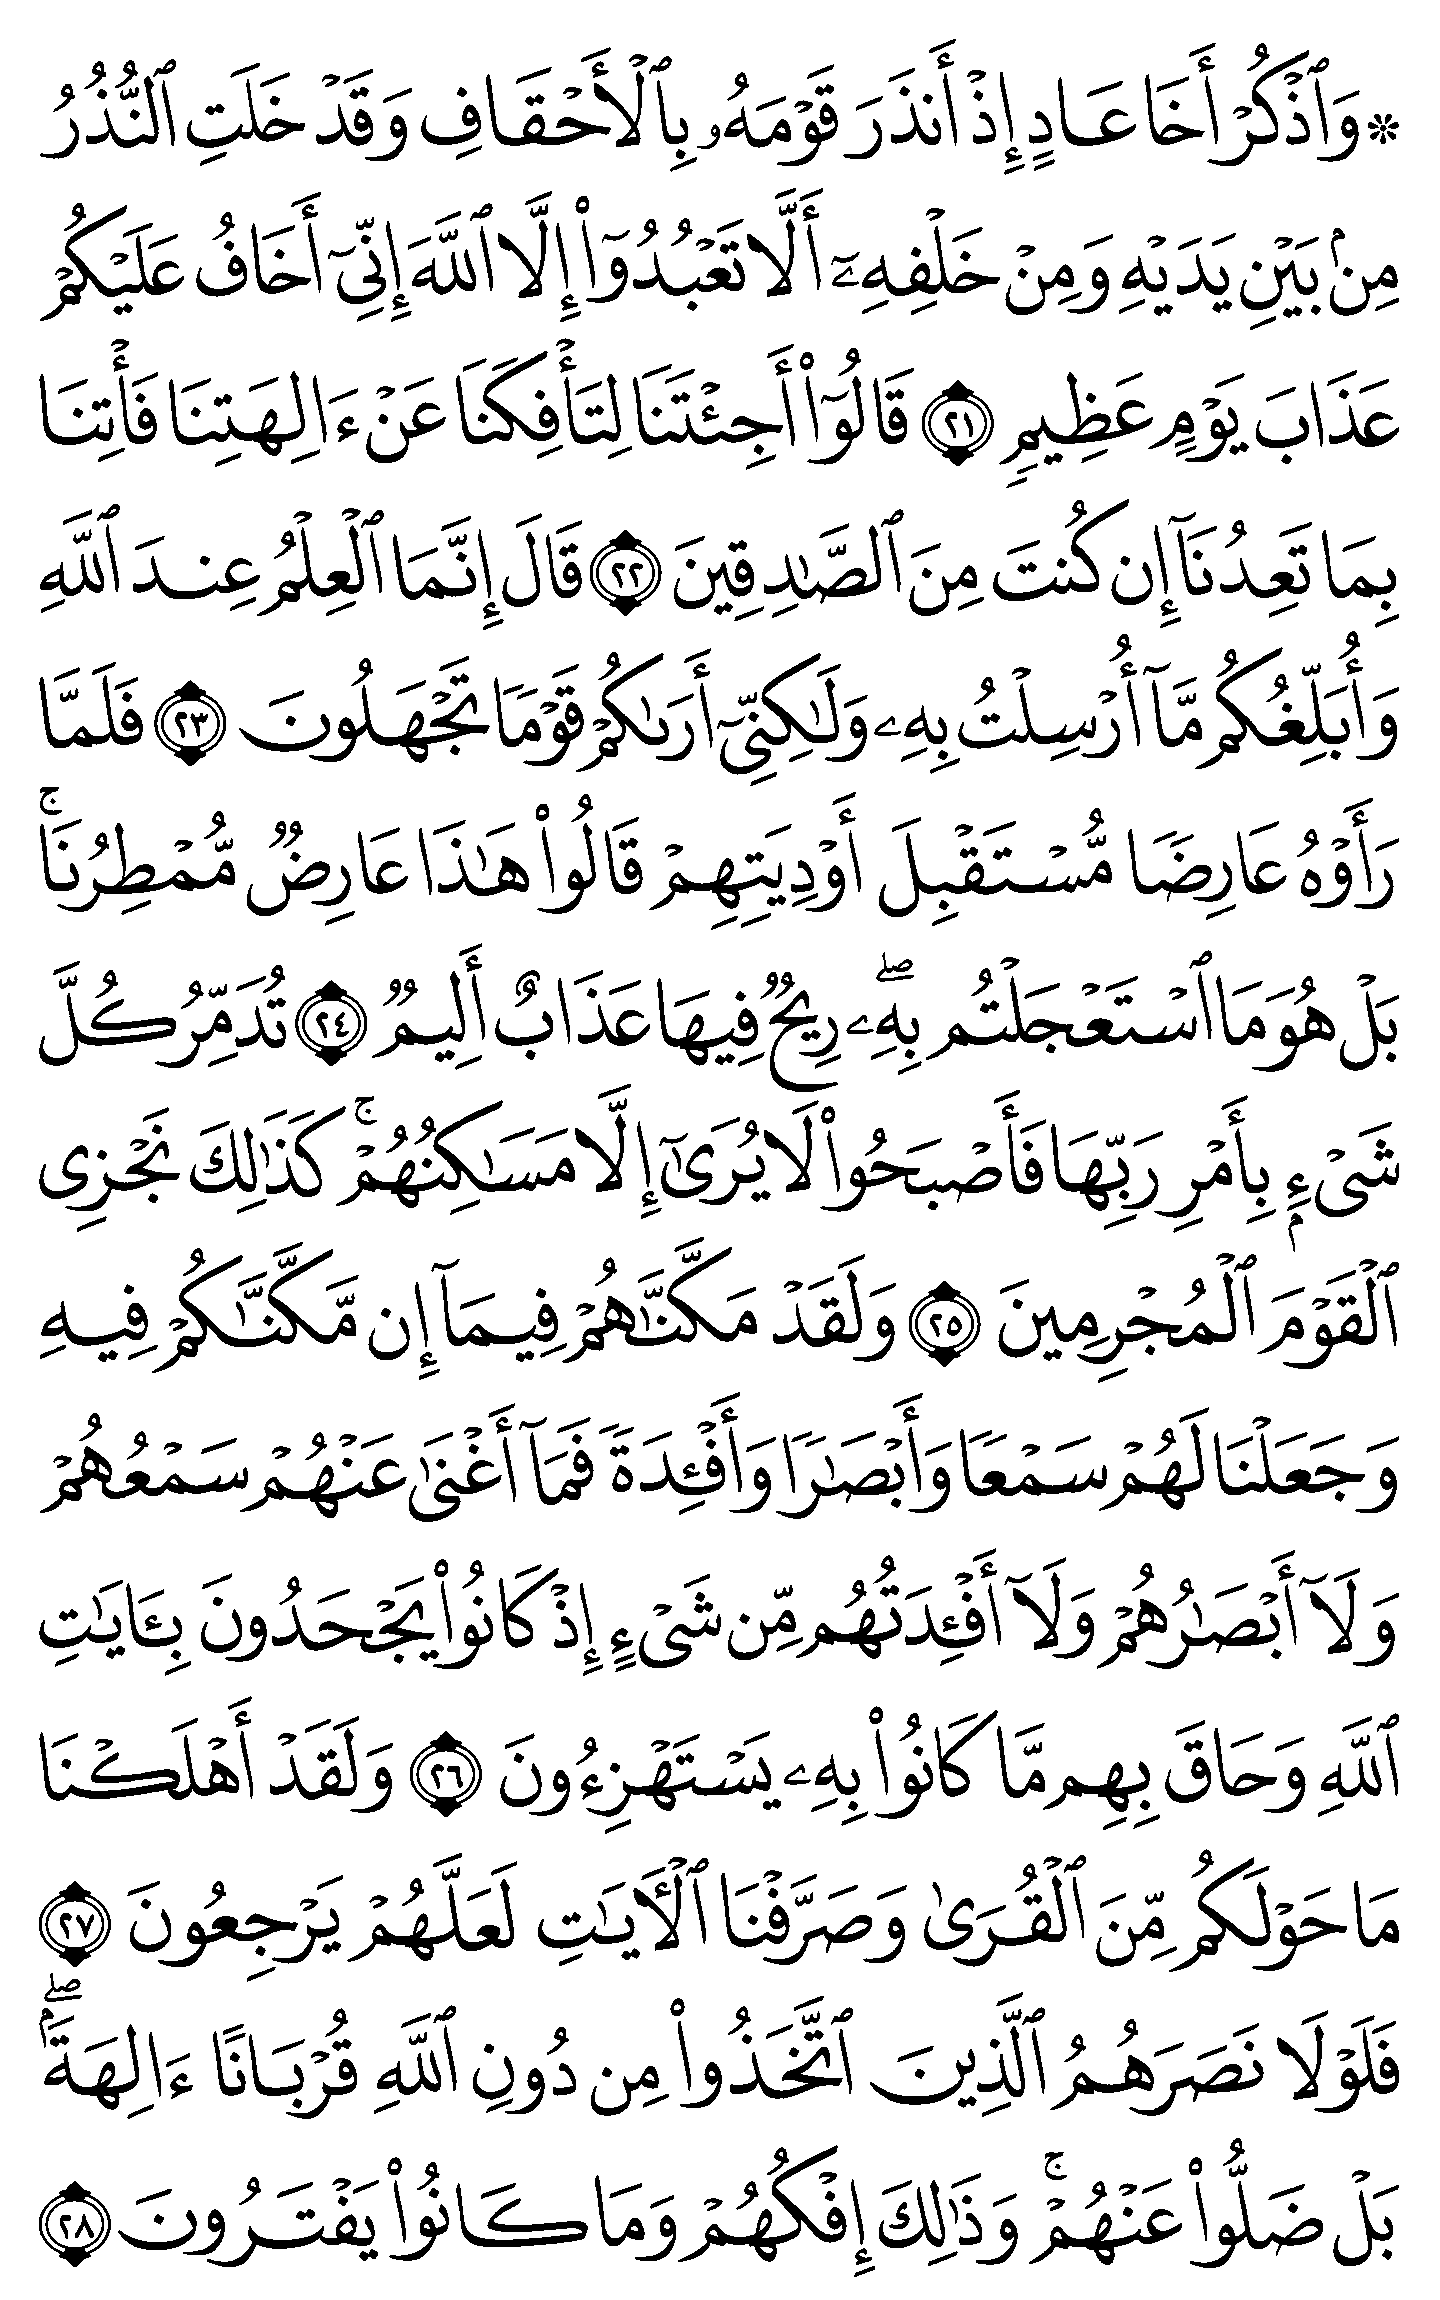 ۞ وَٱذۡكُرۡ أَخَا عَادٍ إِذۡ أَنذَرَ قَوۡمَهُۥ بِٱلۡأَحۡقَافِ وَقَدۡ خَلَتِ ٱلنُّذُرُ
مِنۢ بَيۡنِ يَدَيۡهِ وَمِنۡ خَلۡفِهِۦٓ أَلَّا تَعۡبُدُوٓاْ إِلَّا ٱللَّهَ إِنِّيٓ أَخَافُ عَلَيۡكُمۡ
عَذَابَ يَوۡمٍ عَظِيمٖ ٢١ قَالُوٓاْ أَجِئۡتَنَا لِتَأۡفِكَنَا عَنۡ ءَالِهَتِنَا فَأۡتِنَا
بِمَا تَعِدُنَآ إِن كُنتَ مِنَ ٱلصَّٰدِقِينَ ٢٢ قَالَ إِنَّمَا ٱلۡعِلۡمُ عِندَ ٱللَّهِ
وَأُبَلِّغُكُم مَّآ أُرۡسِلۡتُ بِهِۦ وَلَٰكِنِّيٓ أَرَىٰكُمۡ قَوۡمٗا تَجۡهَلُونَ ٢٣ فَلَمَّا
رَأَوۡهُ عَارِضٗا مُّسۡتَقۡبِلَ أَوۡدِيَتِهِمۡ قَالُواْ هَٰذَا عَارِضٞ مُّمۡطِرُنَاۚ
بَلۡ هُوَ مَا ٱسۡتَعۡجَلۡتُم بِهِۦۖ رِيحٞ فِيهَا عَذَابٌ أَلِيمٞ ٢٤ تُدَمِّرُ كُلَّ
شَيۡءِۭ بِأَمۡرِ رَبِّهَا فَأَصۡبَحُواْ لَا يُرَىٰٓ إِلَّا مَسَٰكِنُهُمۡۚ كَذَٰلِكَ نَجۡزِي
ٱلۡقَوۡمَ ٱلۡمُجۡرِمِينَ ٢٥ وَلَقَدۡ مَكَّنَّٰهُمۡ فِيمَآ إِن مَّكَّنَّٰكُمۡ فِيهِ
وَجَعَلۡنَا لَهُمۡ سَمۡعٗا وَأَبۡصَٰرٗا وَأَفۡـِٔدَةٗ فَمَآ أَغۡنَىٰ عَنۡهُمۡ سَمۡعُهُمۡ
وَلَآ أَبۡصَٰرُهُمۡ وَلَآ أَفۡـِٔدَتُهُم مِّن شَيۡءٍ إِذۡ كَانُواْ يَجۡحَدُونَ بِـَٔايَٰتِ
ٱللَّهِ وَحَاقَ بِهِم مَّا كَانُواْ بِهِۦ يَسۡتَهۡزِءُونَ ٢٦ وَلَقَدۡ أَهۡلَكۡنَا
مَا حَوۡلَكُم مِّنَ ٱلۡقُرَىٰ وَصَرَّفۡنَا ٱلۡأٓيَٰتِ لَعَلَّهُمۡ يَرۡجِعُونَ ٢٧
فَلَوۡلَا نَصَرَهُمُ ٱلَّذِينَ ٱتَّخَذُواْ مِن دُونِ ٱللَّهِ قُرۡبَانًا ءَالِهَةَۢۖ
بَلۡ ضَلُّواْ عَنۡهُمۡۚ وَذَٰلِكَ إِفۡكُهُمۡ وَمَا كَانُواْ يَفۡتَرُونَ ٢٨